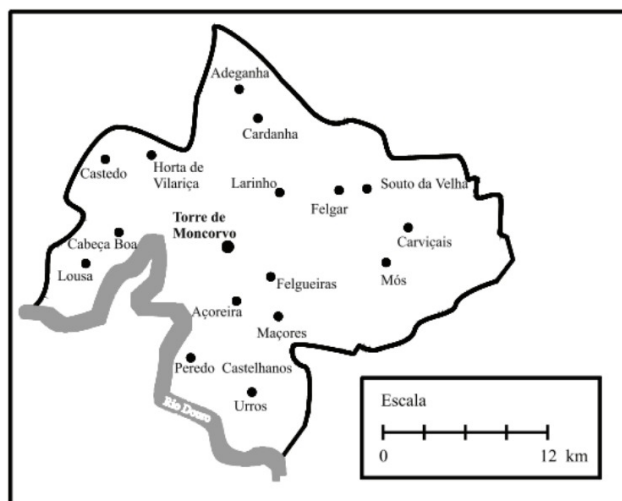 Adeganha
Cardanha
Castedo
Horta de
Vilariça
Larinho
Felgar
Souto da Velha
Torre de
Moncorvo
Cabeça Boa
Carviçais
Lousa
Felgueiras
Mós
Açoreira
Maçores
Peredo
Castelhanos
Urros
Rio Douro
Escala
0 12 km